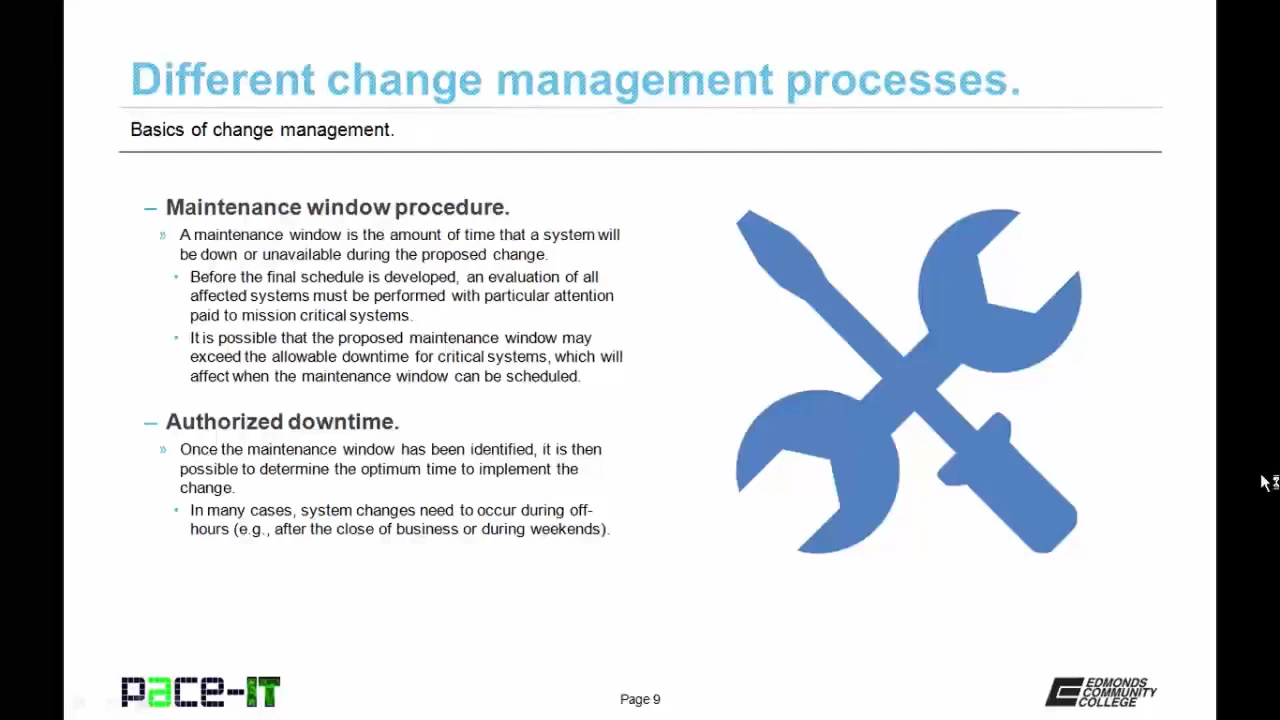 Different change management processes.
Basics of change management.
– Maintenance window procedure.
» A maintenance window is the amount of time that a system will
be down or unavailable during the proposed change.
• Before the final schedule is developed, an evaluation of all
affected systems must be performed with particular attention
paid to mission critical systems.
• It is possible that the proposed maintenance window may
exceed the allowable downtime for critical systems, which will
affect when the maintenance window can be scheduled.
– Authorized downtime.
» Once the maintenance window has been identified, it is then
possible to determine the optimum time to implement the
change.
• In many cases, system changes need to occur during off-
hours (e.g., after the close of business or during weekends).
pace-IT
Page 9
EDMONDS
COMMUNITY
COLLEGE